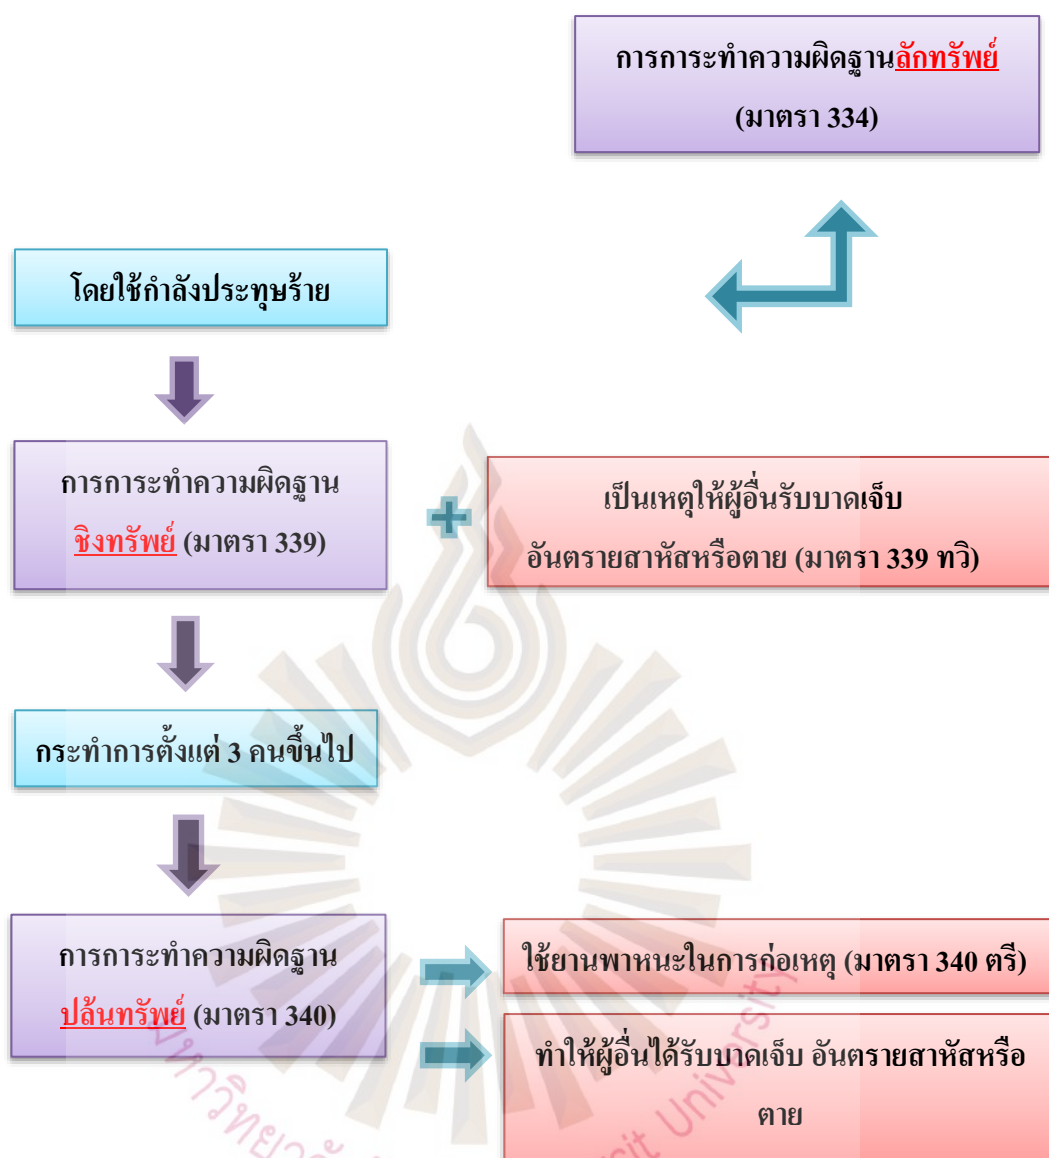 การการะทำความผิดฐานลักทรัพย์
(มาตรา 334)
โดยใช้กำลังประทุษร้าย
การการะทำความผิดฐาน
ชิงทรัพย์ (มาตรา 339)
เป็นเหตุให้ผู้อื่นรับบาดเจ็บ
อันตรายสาหัสหรือตาย (มาตรา 339 ทวิ)
กระทำการตั้งแต่ 3 คนขึ้นไป
การการะทำความผิดฐาน
ปล้นทรัพย์ (มาตรา 340)
ใช้ยานพาหนะในการก่อเหตุ (มาตรา 340 ตรี)
ทำให้ผู้อื่นได้รับบาดเจ็บ อันตรายสาหัสหรือ
ตาย
University